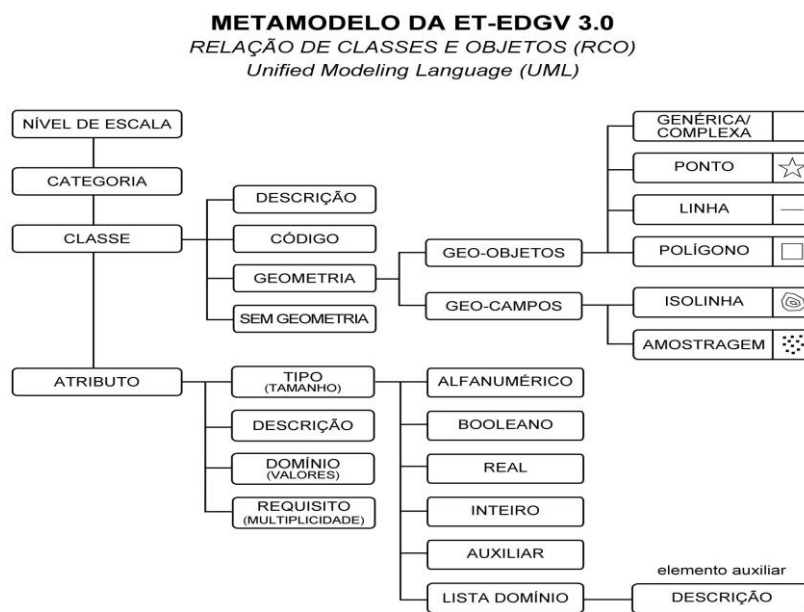 METAMODELO DA ET-EDGV 3.0
RELAÇÃO DE CLASSES E OBJETOS (RCO)
Unified Modeling Language (UML)
NÍVEL DE ESCALA
CATEGORIA
CLASSE
DESCRIÇÃO
CÓDIGO
GEOMETRIA
SEM GEOMETRIA
GEO-OBJETOS
GEO-CAMPOS
GENÉRICA/
COMPLEXA
PONTO
LINHA
POLÍGONO
ISOLINHA
AMOSTRAGEM
ATRIBUTO
TIPO
(TAMANHO)
DESCRIÇÃO
DOMÍNIO
(VALORES)
REQUISITO
(MULTIPLICIDADE)
ALFANUMÉRICO
BOOLEANO
REAL
INTEIRO
AUXILIAR
LISTA DOMÍNIO
elemento auxiliar
DESCRIÇÃO